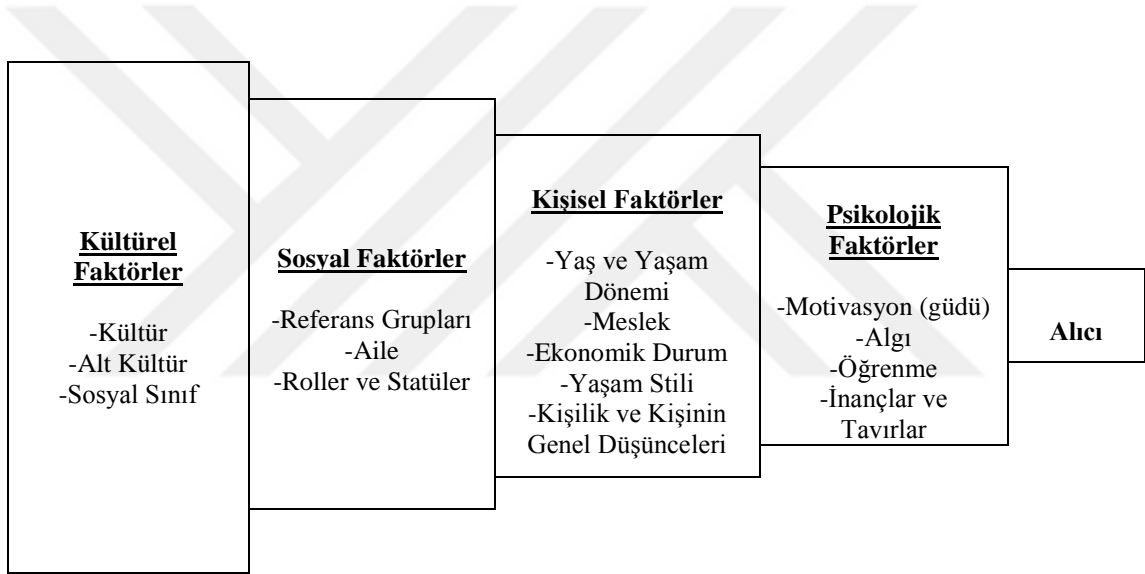 Kültürel
Faktörler
-Kültür
-Alt Kültür
-Sosyal Sınıf
Sosyal Faktörler
-Referans Grupları
-Aile
-Roller ve Statüler
Kişisel Faktörler
-Yaş ve Yaşam
Dönemi
-Meslek
-Ekonomik Durum
-Yaşam Stili
-Kişilik ve Kişinin
Genel Düşünceleri
Psikolojik
Faktörler
-Motivasyon (güdü)
-Algı
-Öğrenme
-İnançlar ve
Tavırlar
Alıcı